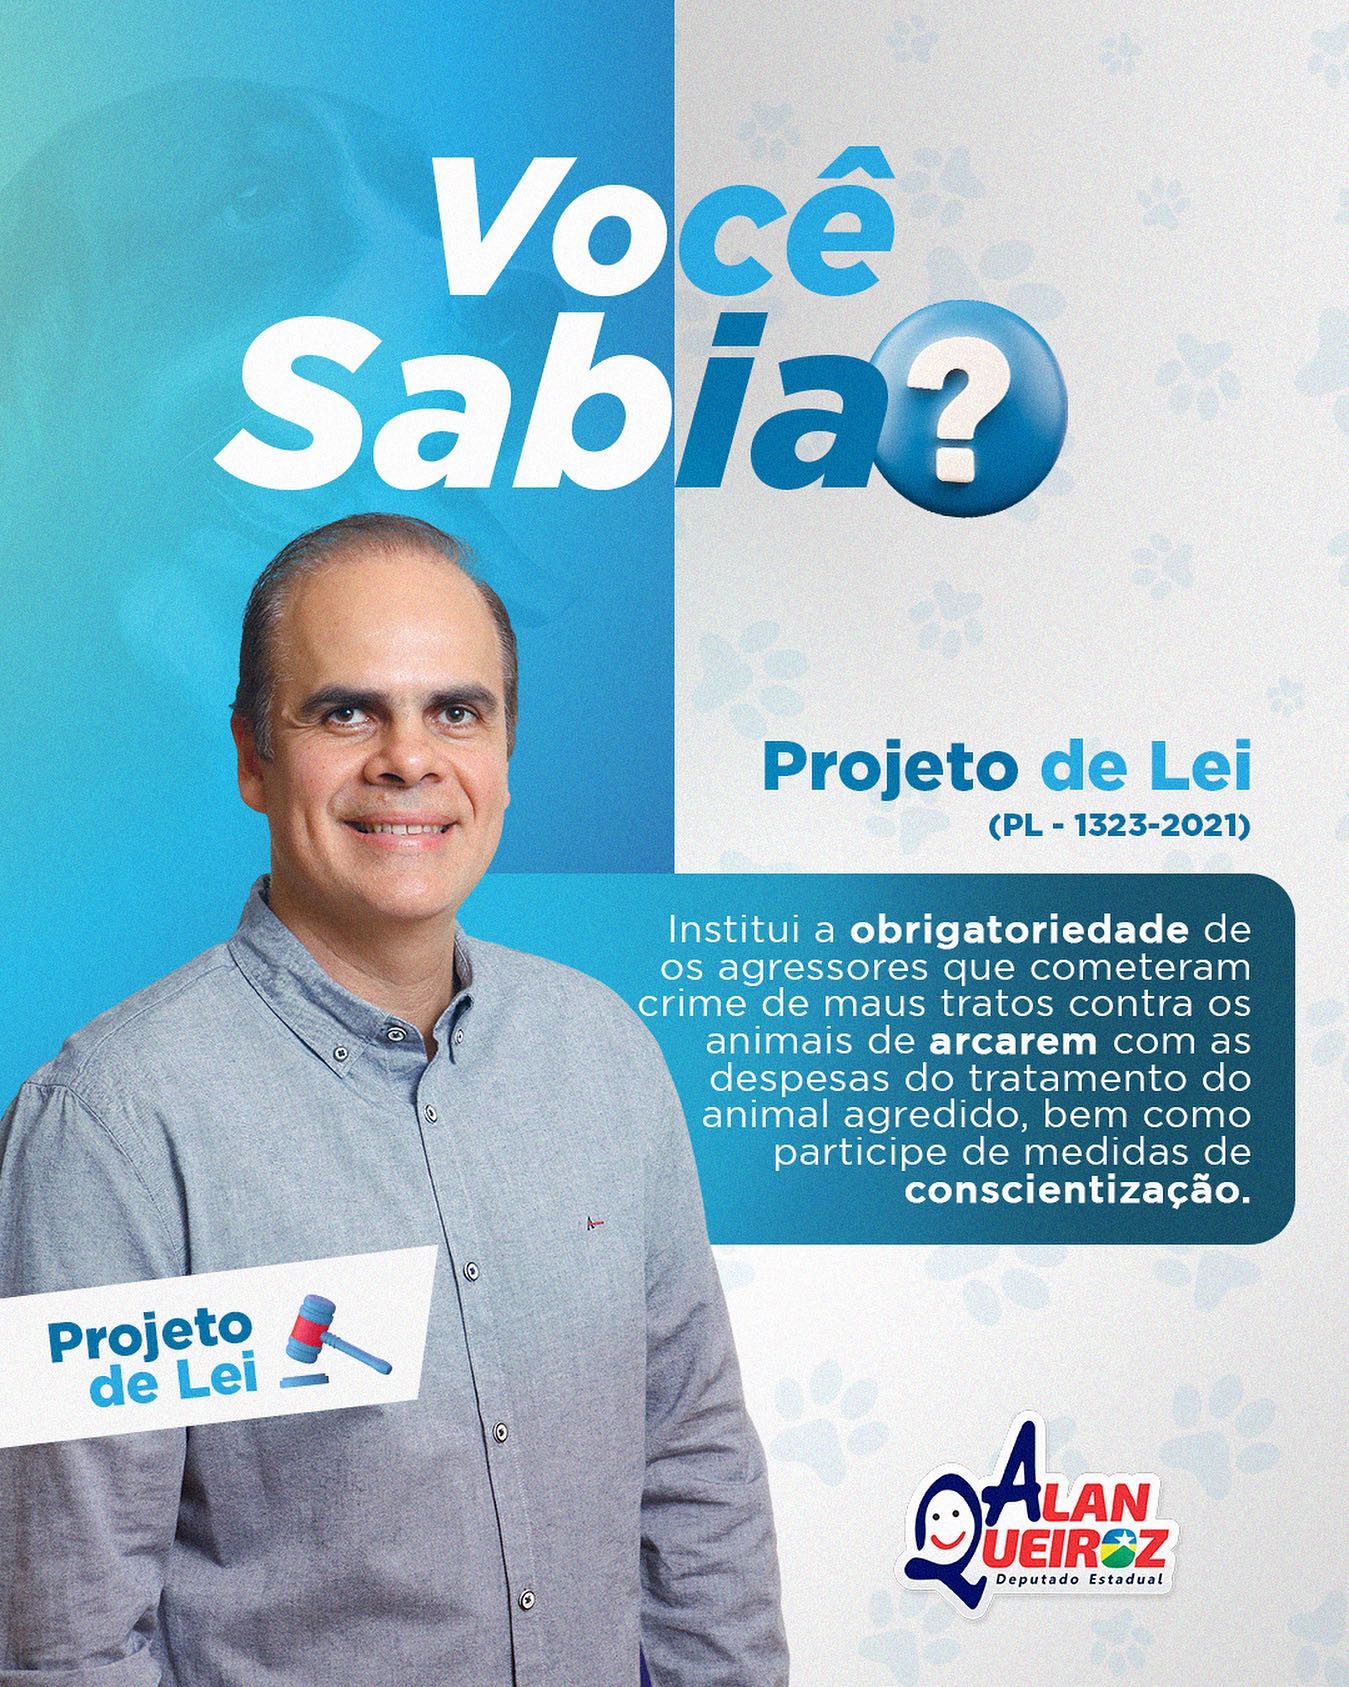 Você
Sabia?
Projeto de Lei
(PL - 1323-2021)
Institui a obrigatoriedade de
os agressores que cometeram
crime de maus tratos contra os
animais de arcarem com as
despesas do tratamento do
animal agredido, bem como
participe de medidas de
conscientização.
Projeto
de Lei
ALAN
QUEIROZ
Deputado Estadual